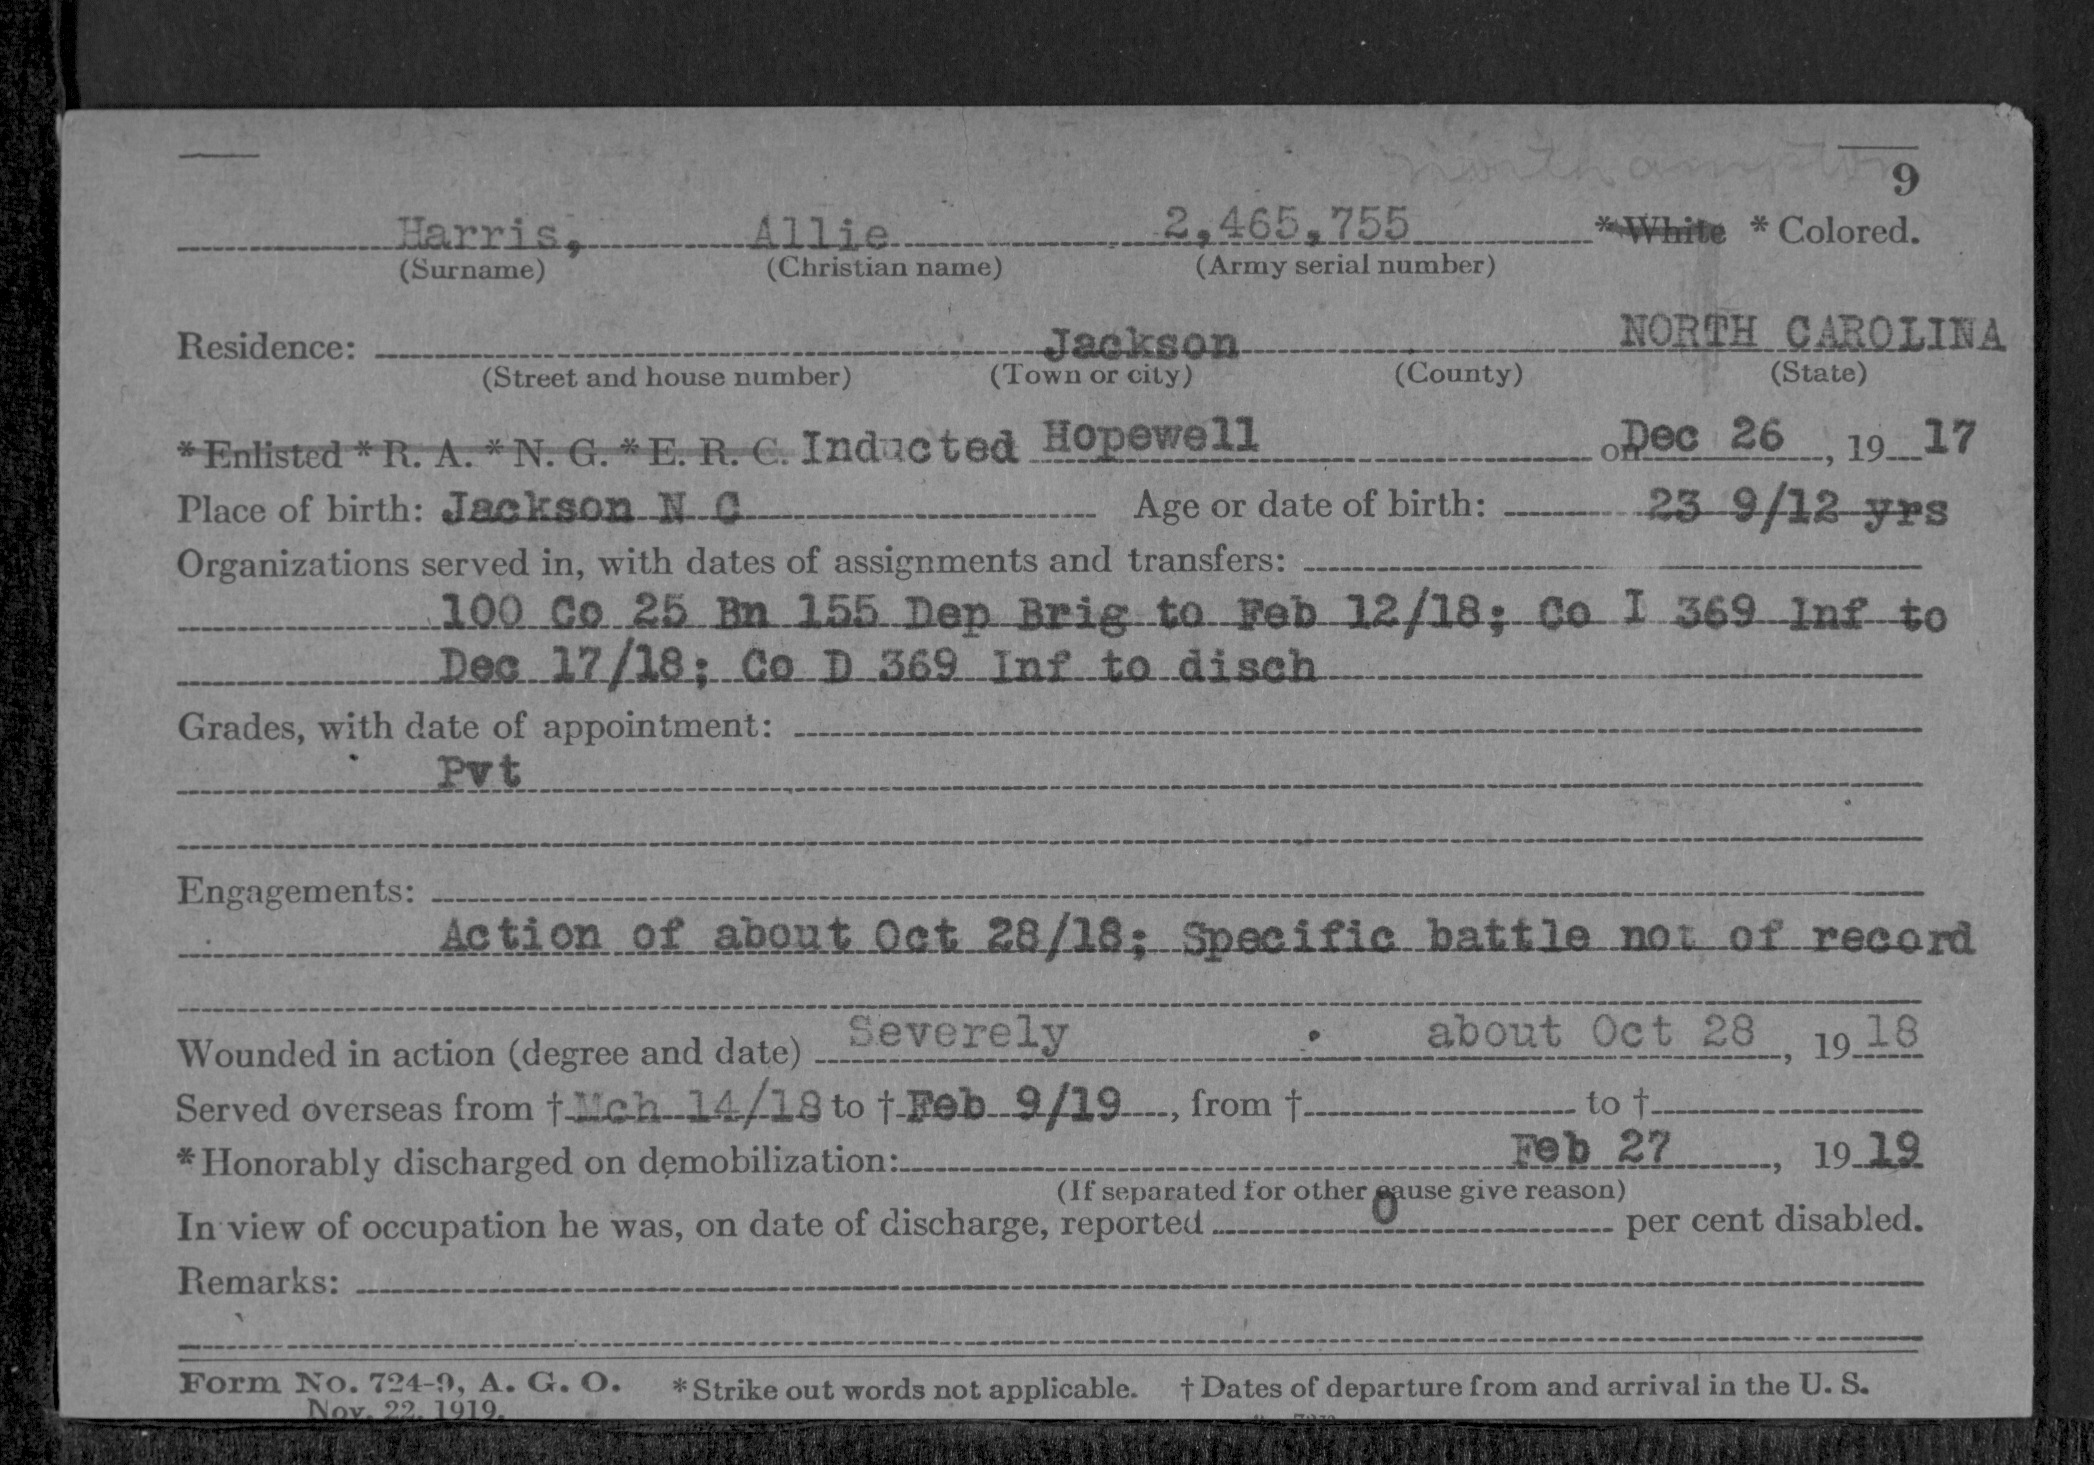 Northampton
9
Harris, Allie 2,465,755 *White *Colored.
(Surname) (Christian name) (Army serial number)
Residence: Jackson NORTH CAROLINA
(Street and house number) (Town or city) (County) (State)
*Enlisted *R. A. *N. G. *E. R. C. Inducted Hopewell on Dec 26, 19 17
Place of birth: Jackson N C Age or date of birth: 23 9/12 yrs
Organizations served in, with dates of assignments and transfers:
100 Co 25 Bn 155 Dep Brig to Feb 12/18; Co I 369 Inf to
Dec 17/18; Co D 369 Inf to disch
Grades, with date of appointment:
Pvt
Engagements:
Action of about Oct 28/18; Specific battle not of record
Wounded in action (degree and date) Severely about Oct 28, 19 18
Served overseas from † Mch 14/18 to † Feb 9/19, from † to †
*Honorably discharged on demobilization: Feb 27, 19 19
(If separated for other cause give reason)
In view of occupation he was, on date of discharge, reported 0 per cent disabled.
Remarks:
Form No. 724-9, A. G. O. *Strike out words not applicable. † Dates of departure from and arrival in the U. S.
Nov. 22, 1919.